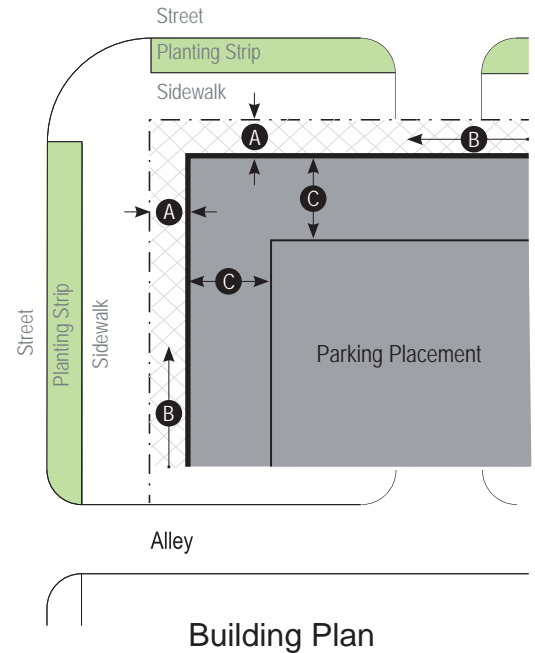 Street
Planting Strip
Sidewalk
A
B
A
C
C
Street
Planting Strip
Sidewalk
Parking Placement
B
Alley
Building Plan